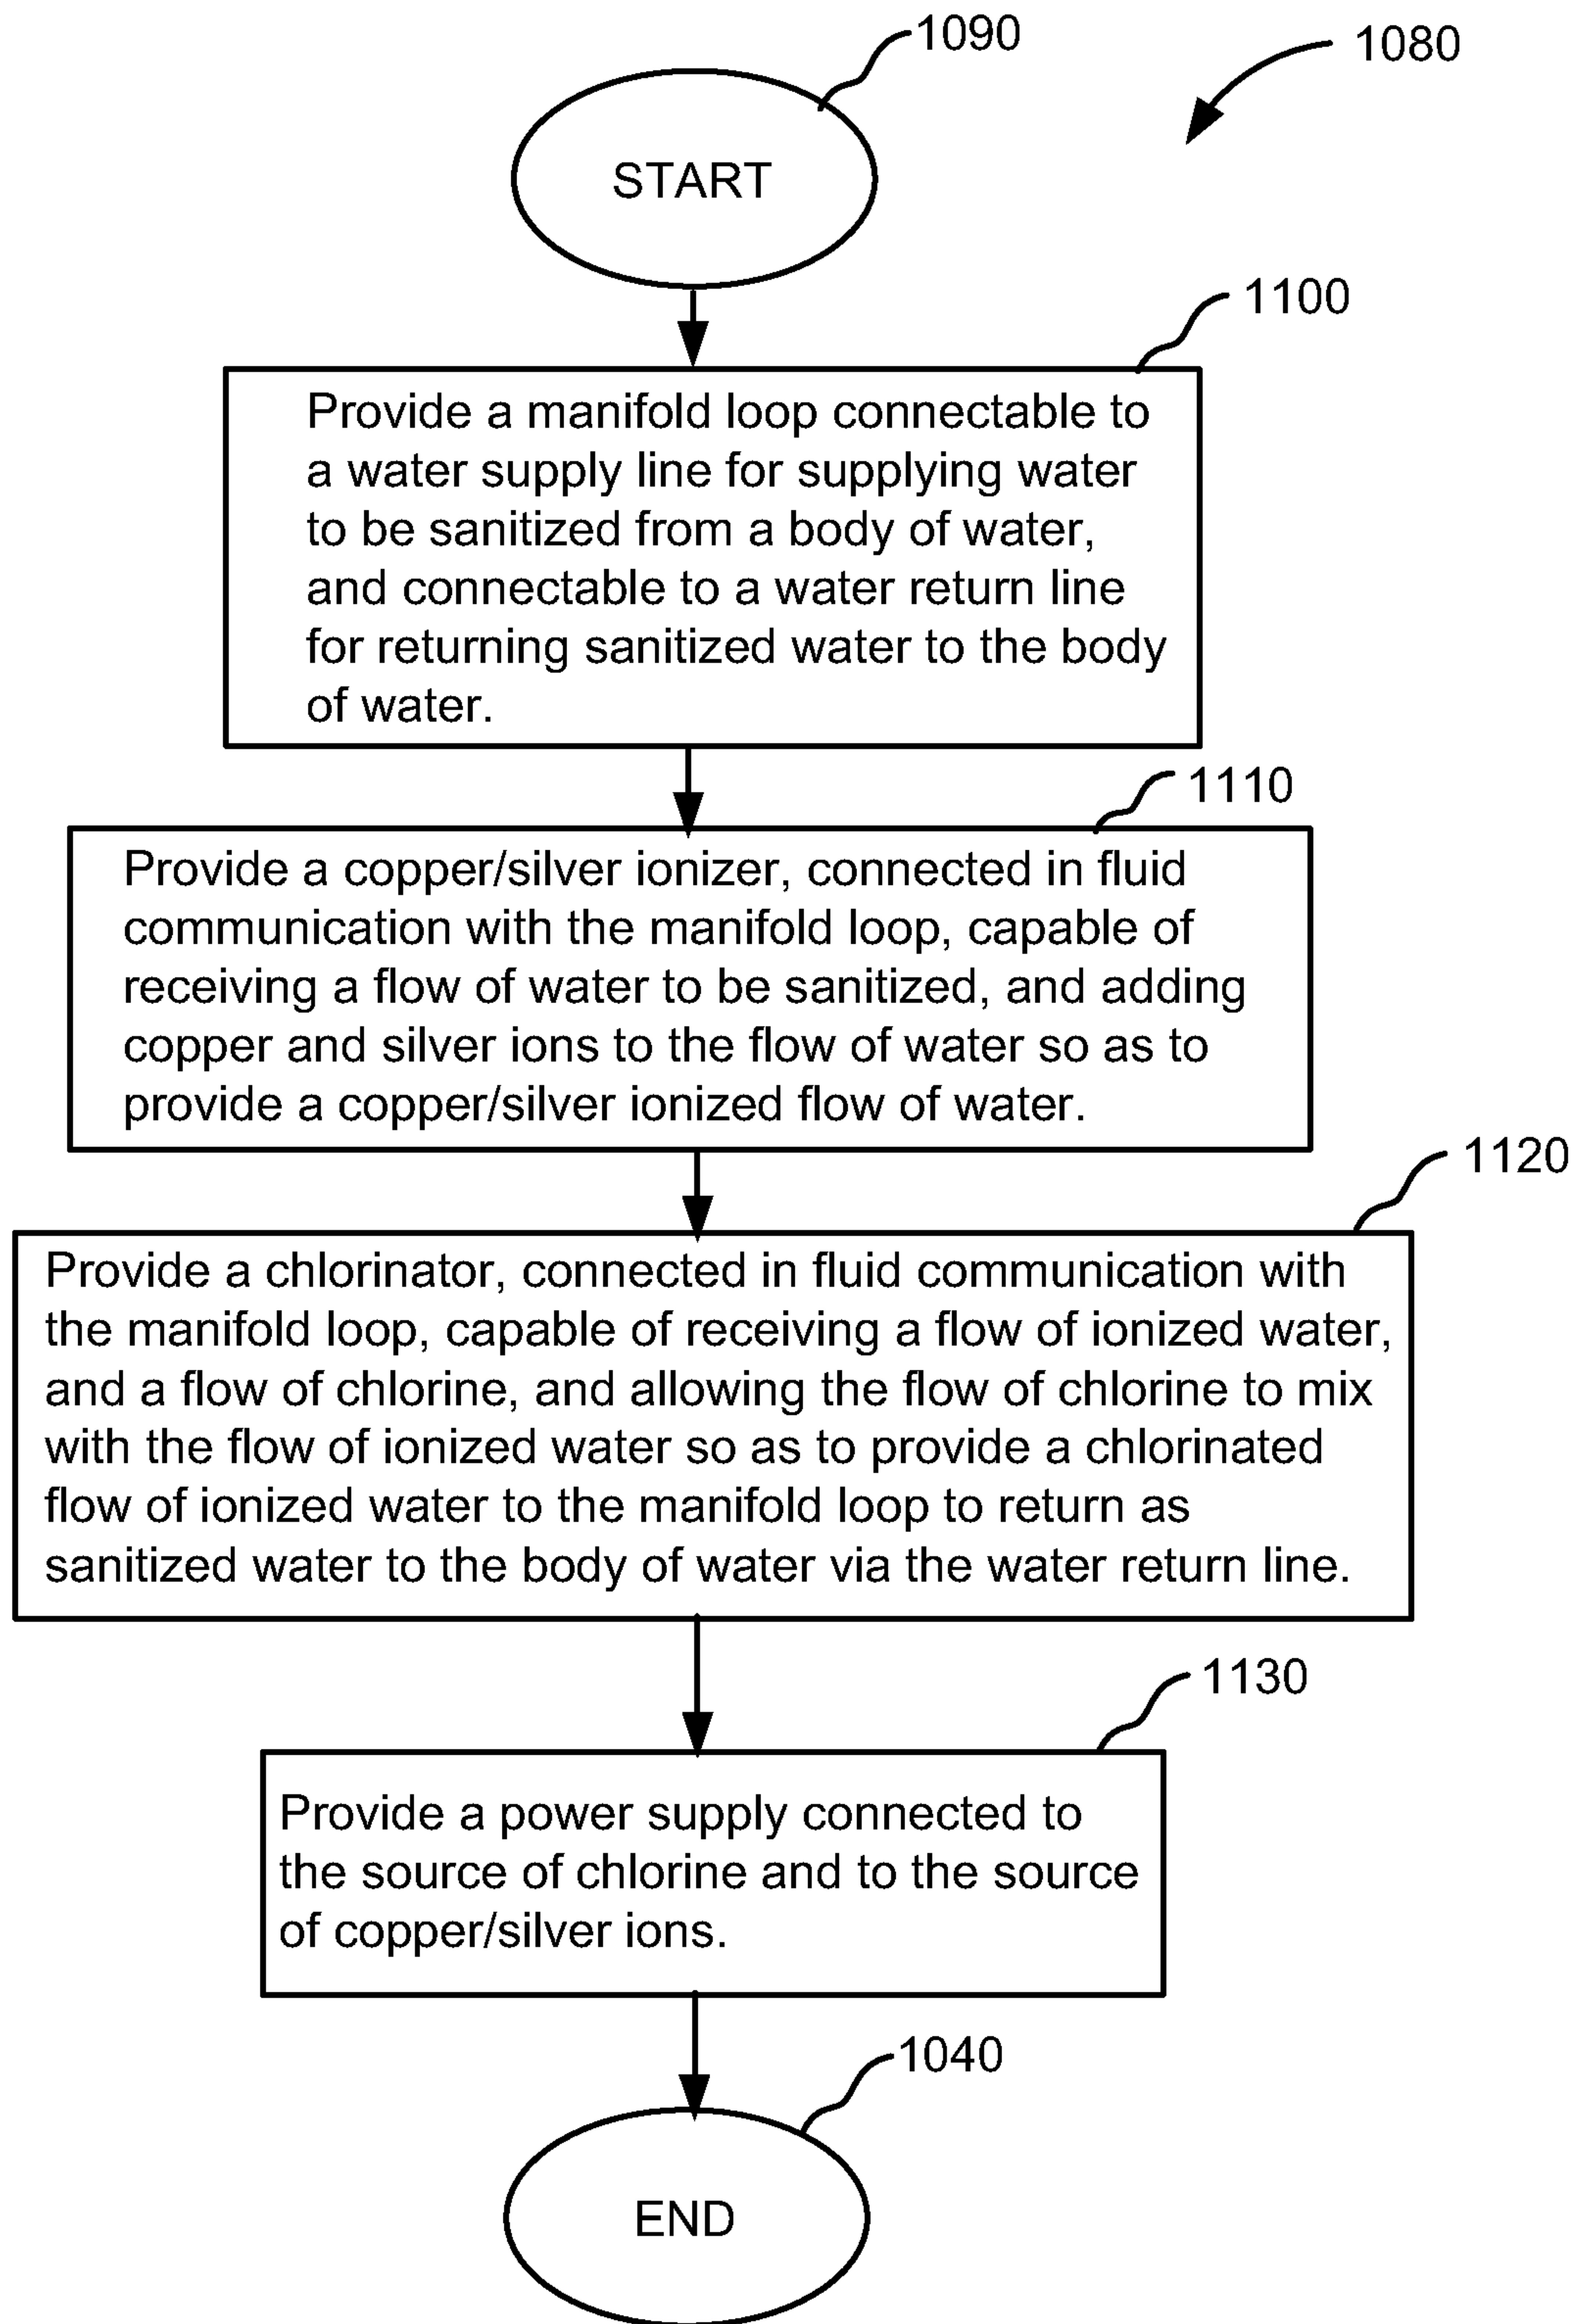 1090
1080
START
1100
Provide a manifold loop connectable to
a water supply line for supplying water
to be sanitized from a body of water,
and connectable to a water return line
for returning sanitized water to the body
of water.
1110
Provide a copper/silver ionizer, connected in fluid
communication with the manifold loop, capable of
receiving a flow of water to be sanitized, and adding
copper and silver ions to the flow of water so as to
provide a copper/silver ionized flow of water.
1120
Provide a chlorinator, connected in fluid communication with
the manifold loop, capable of receiving a flow of ionized water,
and a flow of chlorine, and allowing the flow of chlorine to mix
with the flow of ionized water so as to provide a chlorinated
flow of ionized water to the manifold loop to return as
sanitized water to the body of water via the water return line.
1130
Provide a power supply connected to
the source of chlorine and to the source
of copper/silver ions.
1040
END